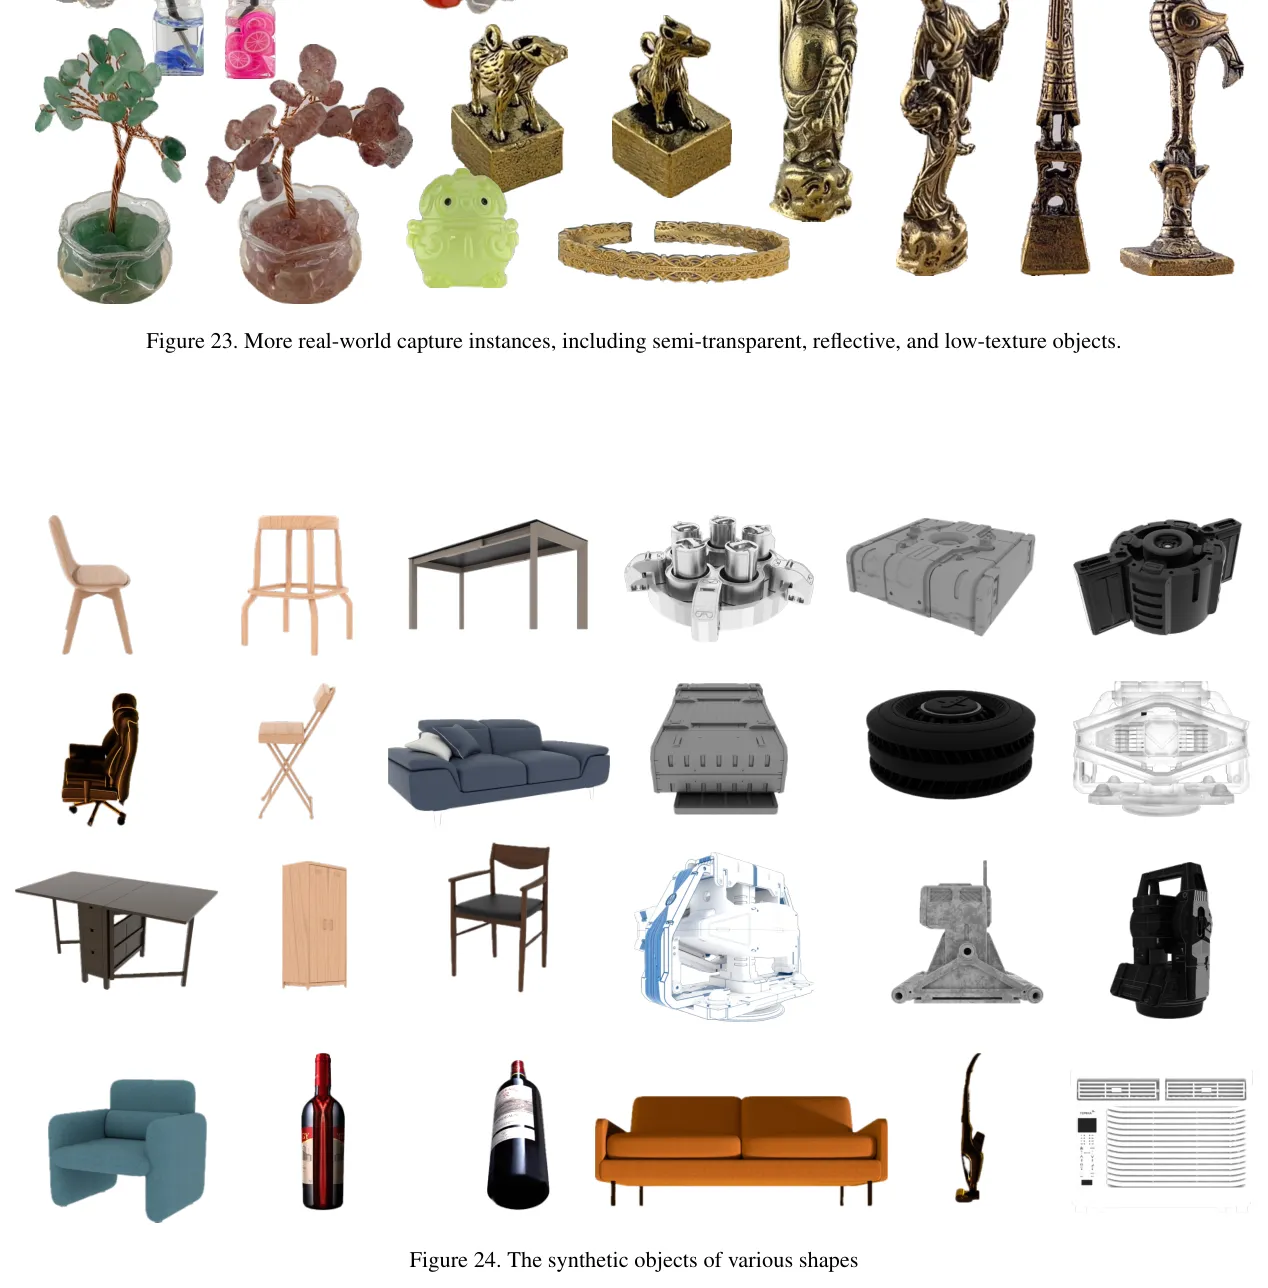 Figure 23. More real-world capture instances, including semi-transparent, reflective, and low-texture objects.
Figure 24. The synthetic objects of various shapes